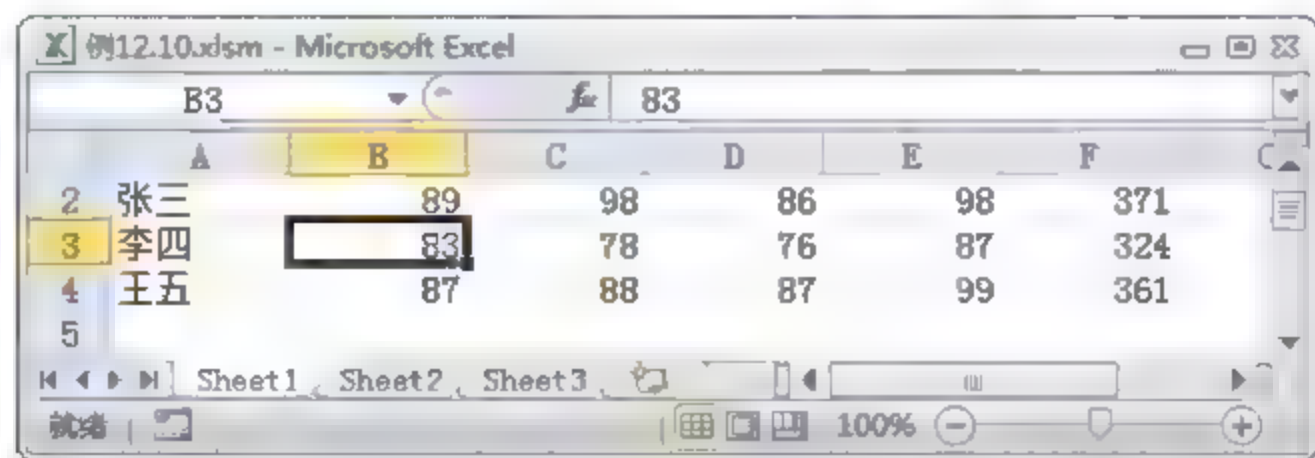 例12.10.xlsm - Microsoft Excel
B3 fx 83
A B C D E F
2 张三 89 98 86 98 371
3 李四 83 78 76 87 324
4 王五 87 88 87 99 361
5
Sheet1 Sheet2 Sheet3
就绪 100%